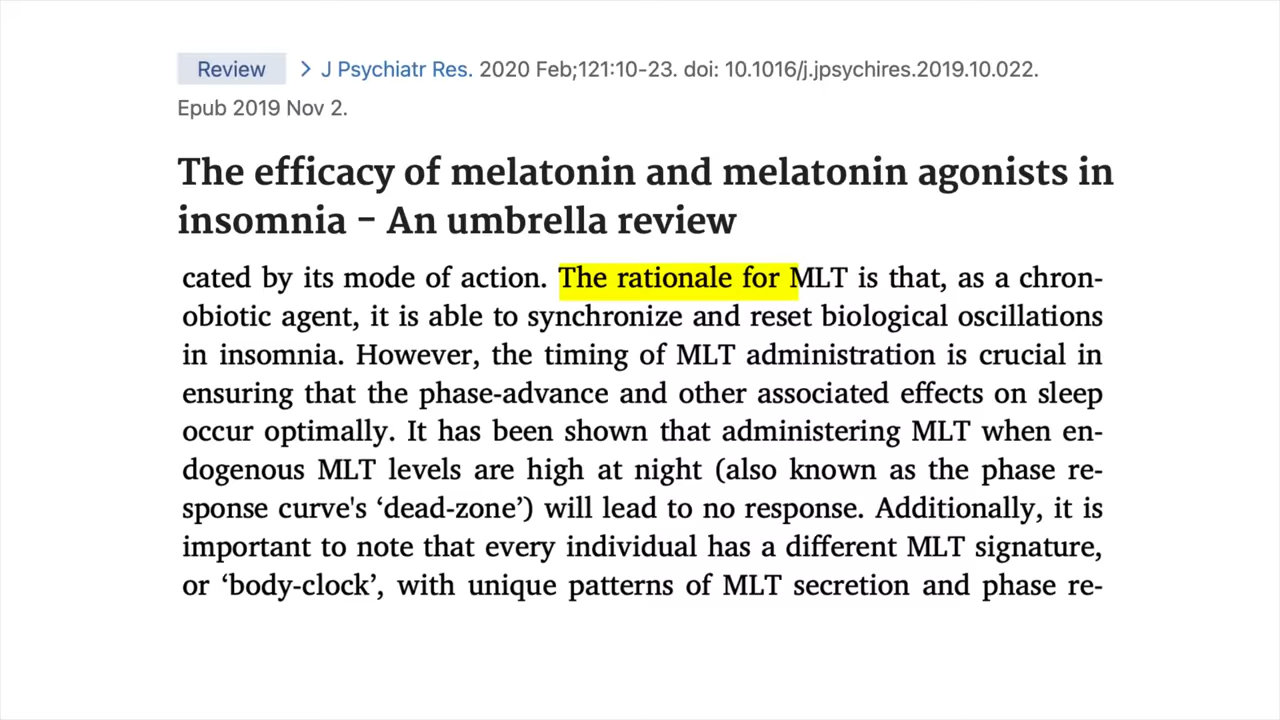 Review > J Psychiatr Res. 2020 Feb;121:10-23. doi: 10.1016/j.jpsychires.2019.10.022.
Epub 2019 Nov 2.
The efficacy of melatonin and melatonin agonists in
insomnia - An umbrella review
cated by its mode of action. The rationale for MLT is that, as a chron-
obiotic agent, it is able to synchronize and reset biological oscillations
in insomnia. However, the timing of MLT administration is crucial in
ensuring that the phase-advance and other associated effects on sleep
occur optimally. It has been shown that administering MLT when en-
dogenous MLT levels are high at night (also known as the phase re-
sponse curve's ‘dead-zone’) will lead to no response. Additionally, it is
important to note that every individual has a different MLT signature,
or ‘body-clock’, with unique patterns of MLT secretion and phase re-